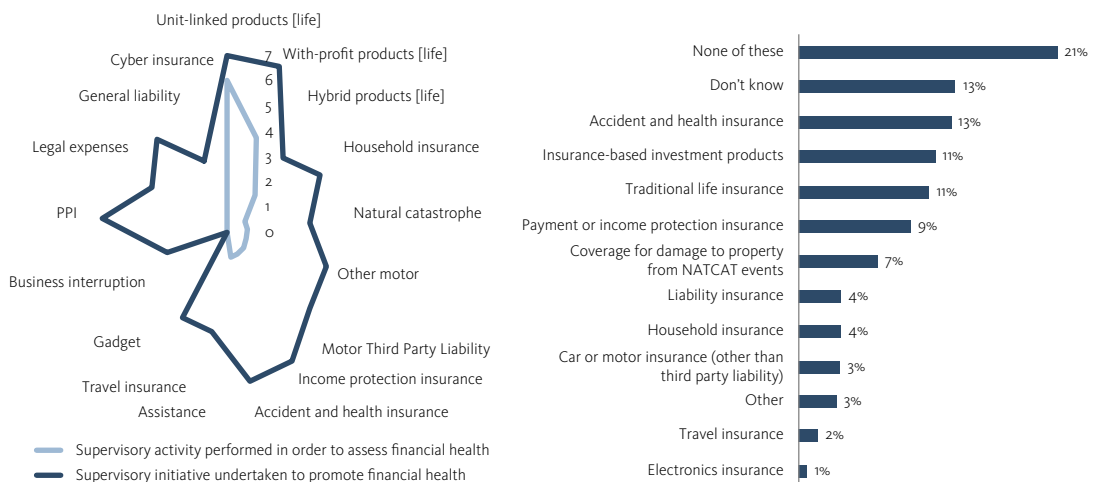 Unit-linked products [life]
Cyber insurance
7
With-profit products [life]
6
General liability
5
Hybrid products [life]
4
Legal expenses
3
Household insurance
2
PPI
1
Natural catastrophe
0
Business interruption
Other motor
Gadget
Motor Third Party Liability
Travel insurance
Income protection insurance
Assistance
Accident and health insurance
Supervisory activity performed in order to assess financial health
Supervisory initiative undertaken to promote financial health
None of these 21%
Don't know 13%
Accident and health insurance 13%
Insurance-based investment products 11%
Traditional life insurance 11%
Payment or income protection insurance 9%
Coverage for damage to property
from NATCAT events 7%
Liability insurance 4%
Household insurance 4%
Car or motor insurance (other than
third party liability) 3%
Other 3%
Travel insurance 2%
Electronics insurance 1%